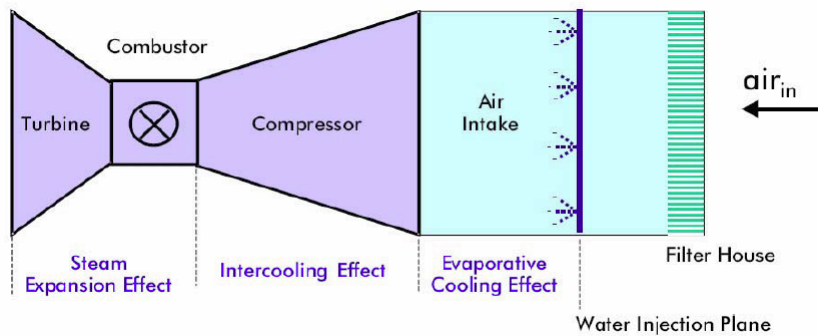 Combustor
Turbine
Compressor
Air
Intake
air in
Steam
Expansion Effect
Intercooling Effect
Evaporative
Cooling Effect
Filter House
Water Injection Plane